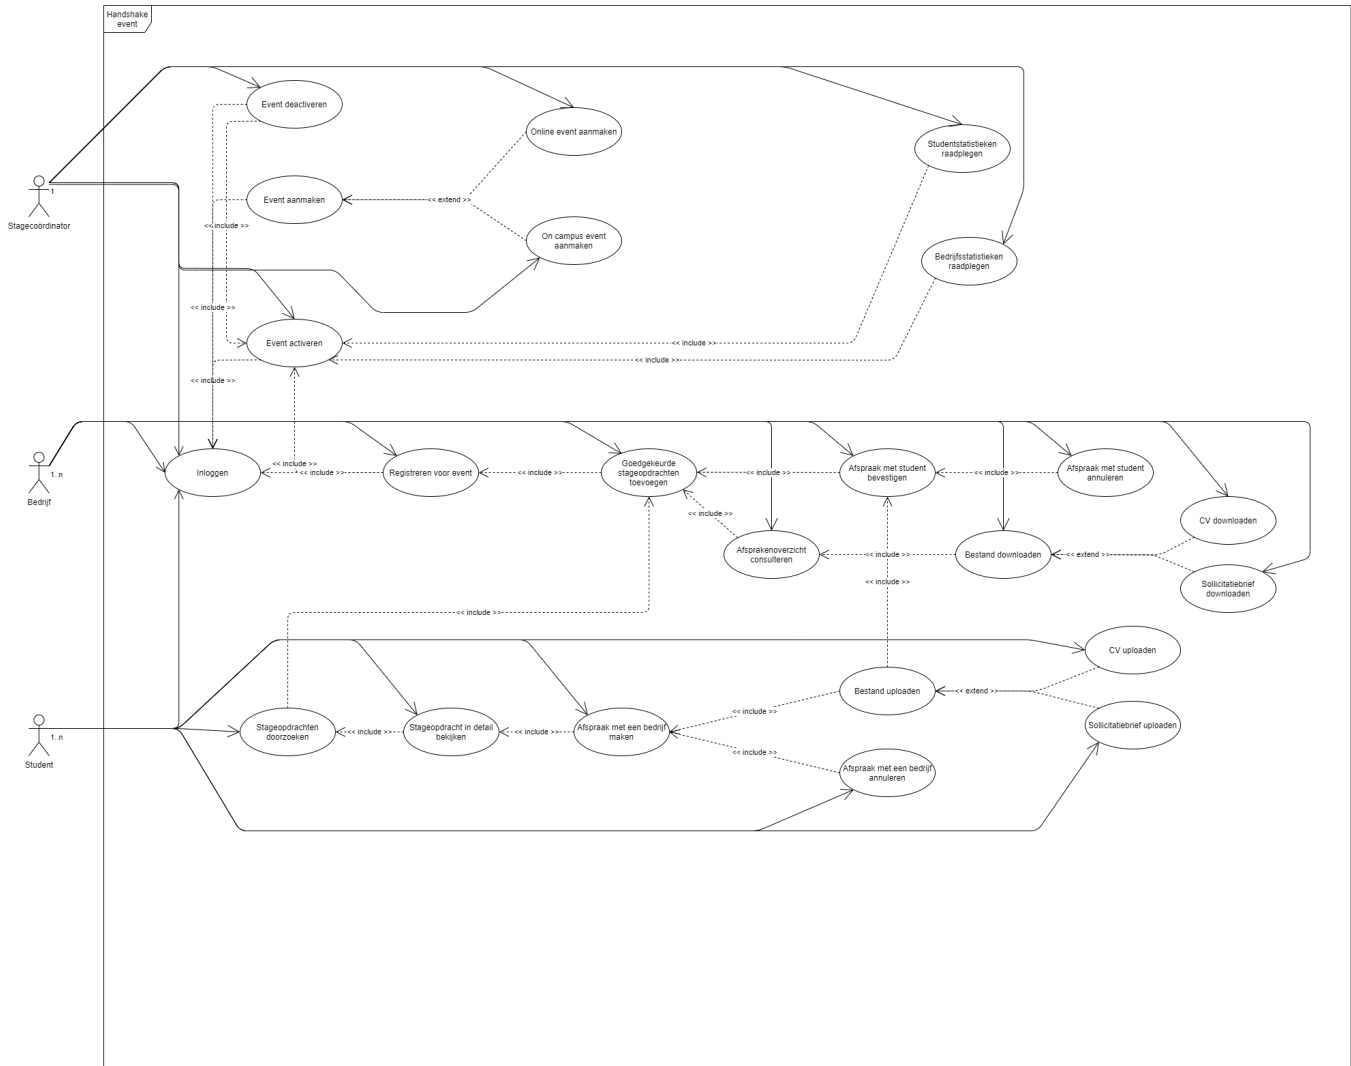 Handshake
event
Event deactiveren
Online event aanmaken
Studentstatistieken
raadplegen
1
Stagecoördinator
Event aanmaken
<< extend >>
<< include >>
On campus event
aanmaken
Bedrijfsstatistieken
raadplegen
<< include >>
Event activeren
<< include >>
<< include >>
<< include >>
Bedrijf
1..n
Inloggen
<< include >>
<< include >>
Registreren voor event
<< include >>
Goedgekeurde
stageopdrachten
toevoegen
<< include >>
Afspraak met student
bevestigen
<< include >>
Afspraak met student
annuleren
<< include >>
CV downloaden
Afsprakenoverzicht
consulteren
<< include >>
Bestand downloaden
<< extend >>
<< include >>
Sollicitatiebrief
downloaden
<< include >>
CV uploaden
Bestand uploaden
<< extend >>
<< include >>
Sollicitatiebrief uploaden
1..n
Student
Stageopdrachten
doorzoeken
<< include >>
Stageopdracht in detail
bekijken
<< include >>
Afspraak met een bedrijf
maken
<< include >>
Afspraak met een bedrijf
annuleren